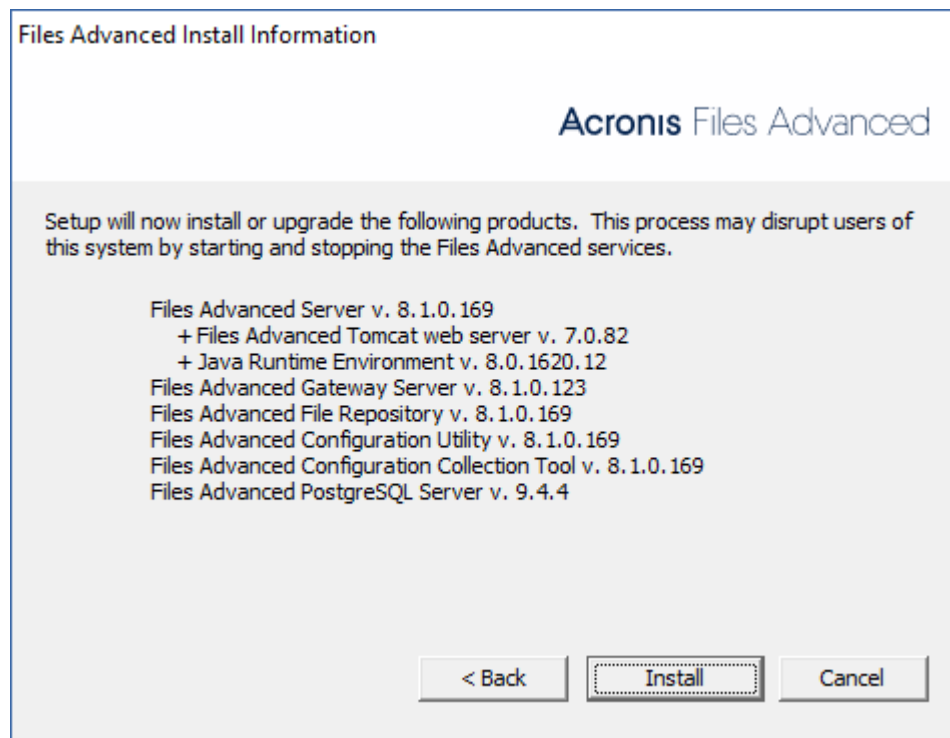 Files Advanced Install Information
Acronis Files Advanced
Setup will now install or upgrade the following products.  This process may disrupt users of
this system by starting and stopping the Files Advanced services.
Files Advanced Server v. 8.1.0.169
+ Files Advanced Tomcat web server v. 7.0.82
+ Java Runtime Environment v. 8.0.1620.12
Files Advanced Gateway Server v. 8.1.0.123
Files Advanced File Repository v. 8.1.0.169
Files Advanced Configuration Utility v. 8.1.0.169
Files Advanced Configuration Collection Tool v. 8.1.0.169
Files Advanced PostgreSQL Server v. 9.4.4
< Back Install Cancel